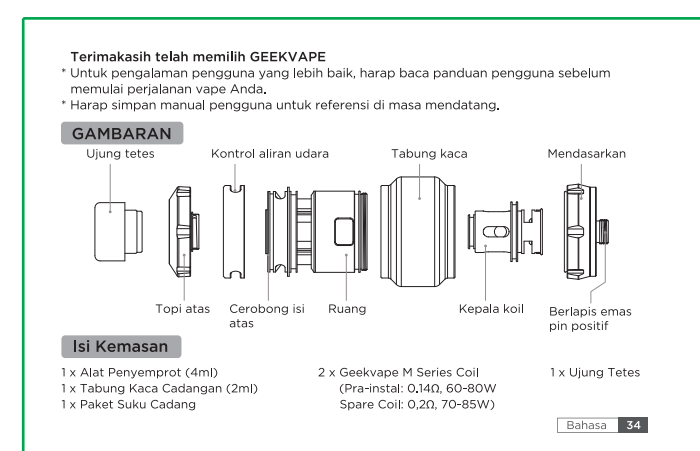 Terimakasih telah memilih GEEKVAPE
* Untuk pengalaman pengguna yang lebih baik, harap baca panduan pengguna sebelum
memulai perjalanan vape Anda.
* Harap simpan manual pengguna untuk referensi di masa mendatang.
GAMBARAN
Ujung tetes
Kontrol aliran udara
Tabung kaca
Mendasarkan
Topi atas
Cerobong isi
atas
Ruang
Kepala koil
Berlapis emas
pin positif
Isi Kemasan
1 x Alat Penyemprot (4ml)
1 x Tabung Kaca Cadangan (2ml)
1 x Paket Suku Cadang
2 x Geekvape M Series Coil
(Pra-instal: 0.14Ω, 60-80W
Spare Coil: 0,2Ω, 70-85W)
1 x Ujung Tetes
Bahasa 34